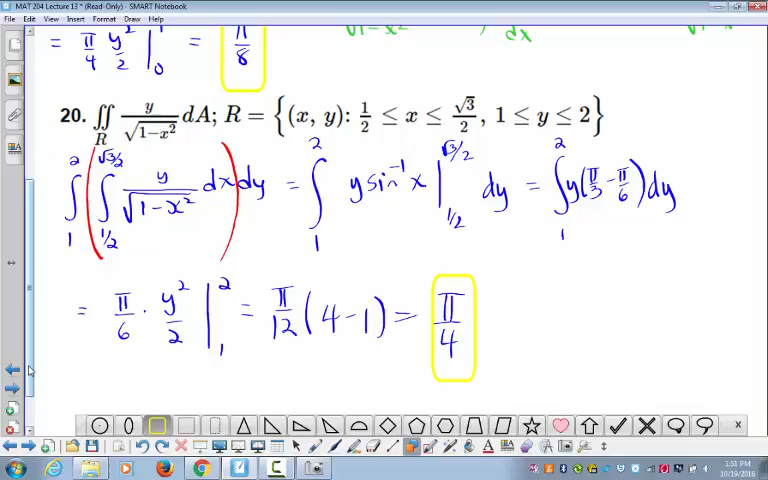 MAT 204 Lecture 13 * (Read-Only) - SMART Notebook
File Edit View Insert Format Draw Help
= π/4 y²/2 |₀¹ = π/8
dx
20. ∬_R y/√(1−x²) dA; R = {(x, y): 1/2 ≤ x ≤ √3/2, 1 ≤ y ≤ 2}
∫₁² (∫_{1/2}^{√3/2} y/√(1−x²) dx) dy = ∫₁² y sin⁻¹x |_{1/2}^{√3/2} dy = ∫₁² y(π/3 − π/6) dy
= π/6 · y²/2 |₁² = π/12 (4−1) = π/4
1:51 PM
10/19/2016